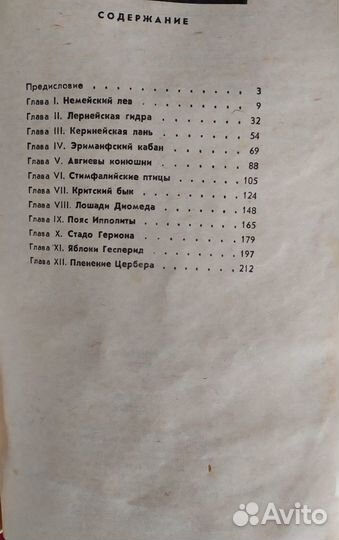 СОДЕРЖАНИЕ
Предисловие . . . . . . . . . . 3
Глава I. Немейский лев . . . . . . . . 9
Глава II. Лернейская гидра . . . . . . . 32
Глава III. Керинейская лань . . . . . . . 54
Глава IV. Эриманфский кабан . . . . . . 69
Глава V. Авгиевы конюшни . . . . . . . 88
Глава VI. Стимфалийские птицы . . . . . . 105
Глава VII. Критский бык . . . . . . . . 124
Глава VIII. Лошади Диомеда . . . . . . . 148
Глава IX. Пояс Ипполиты . . . . . . . 165
Глава X. Стадо Гериона . . . . . . . . 179
Глава XI. Яблоки Гесперид . . . . . . . 197
Глава XII. Пленение Цербера . . . . . . 212
Avito